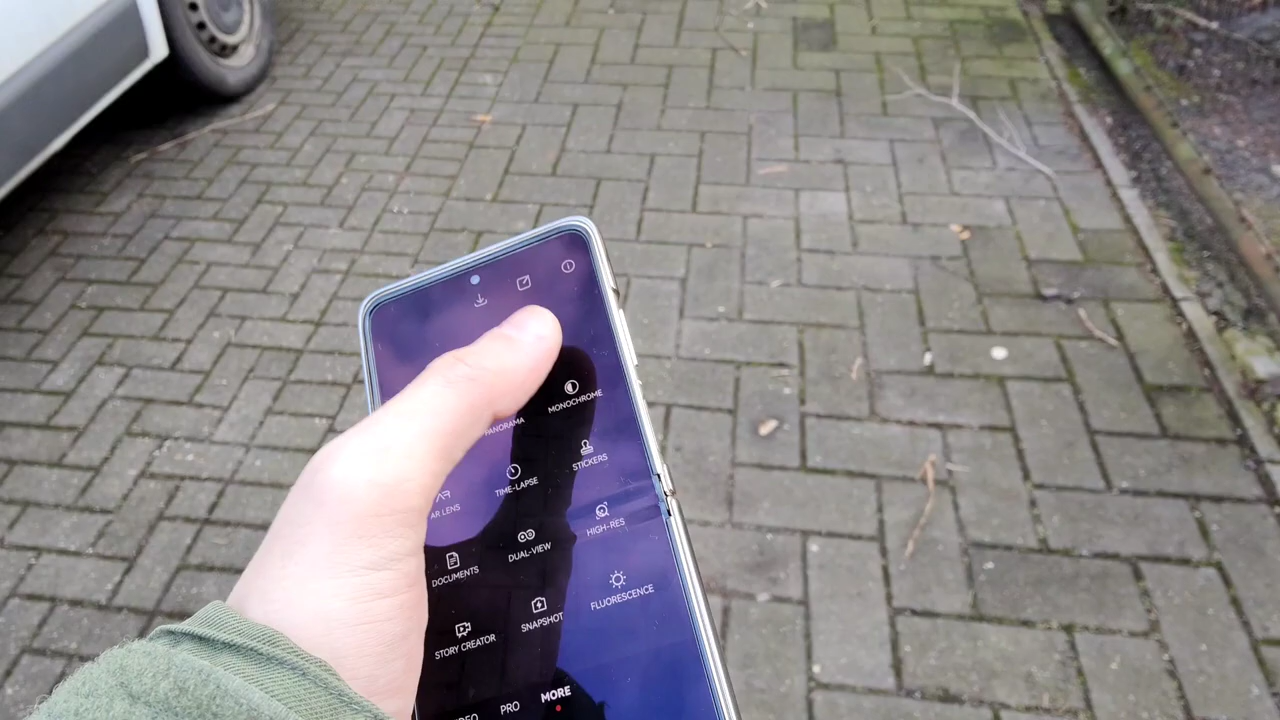 PANORAMA
MONOCHROME
AR LENS
TIME-LAPSE
STICKERS
DOCUMENTS
DUAL-VIEW
HIGH-RES
STORY CREATOR
SNAPSHOT
FLUORESCENCE
PRO
MORE